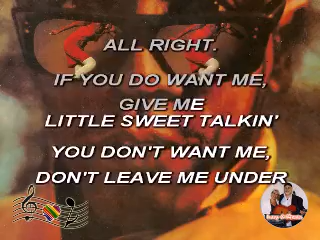 ALL RIGHT.
IF YOU DO WANT ME,
GIVE ME
LITTLE SWEET TALKIN'
YOU DON'T WANT ME,
DON'T LEAVE ME UNDER